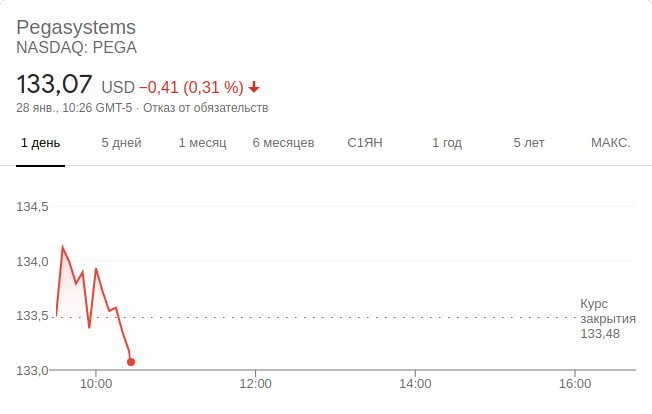 Pegasystems
NASDAQ: PEGA
133,07 USD −0,41 (0,31 %)
28 янв., 10:26 GMT-5 · Отказ от обязательств
1 день 5 дней 1 месяц 6 месяцев С1ЯН 1 год 5 лет МАКС.
134,5
134,0
133,5
Курс
закрытия
133,48
133,0
10:00 12:00 14:00 16:00